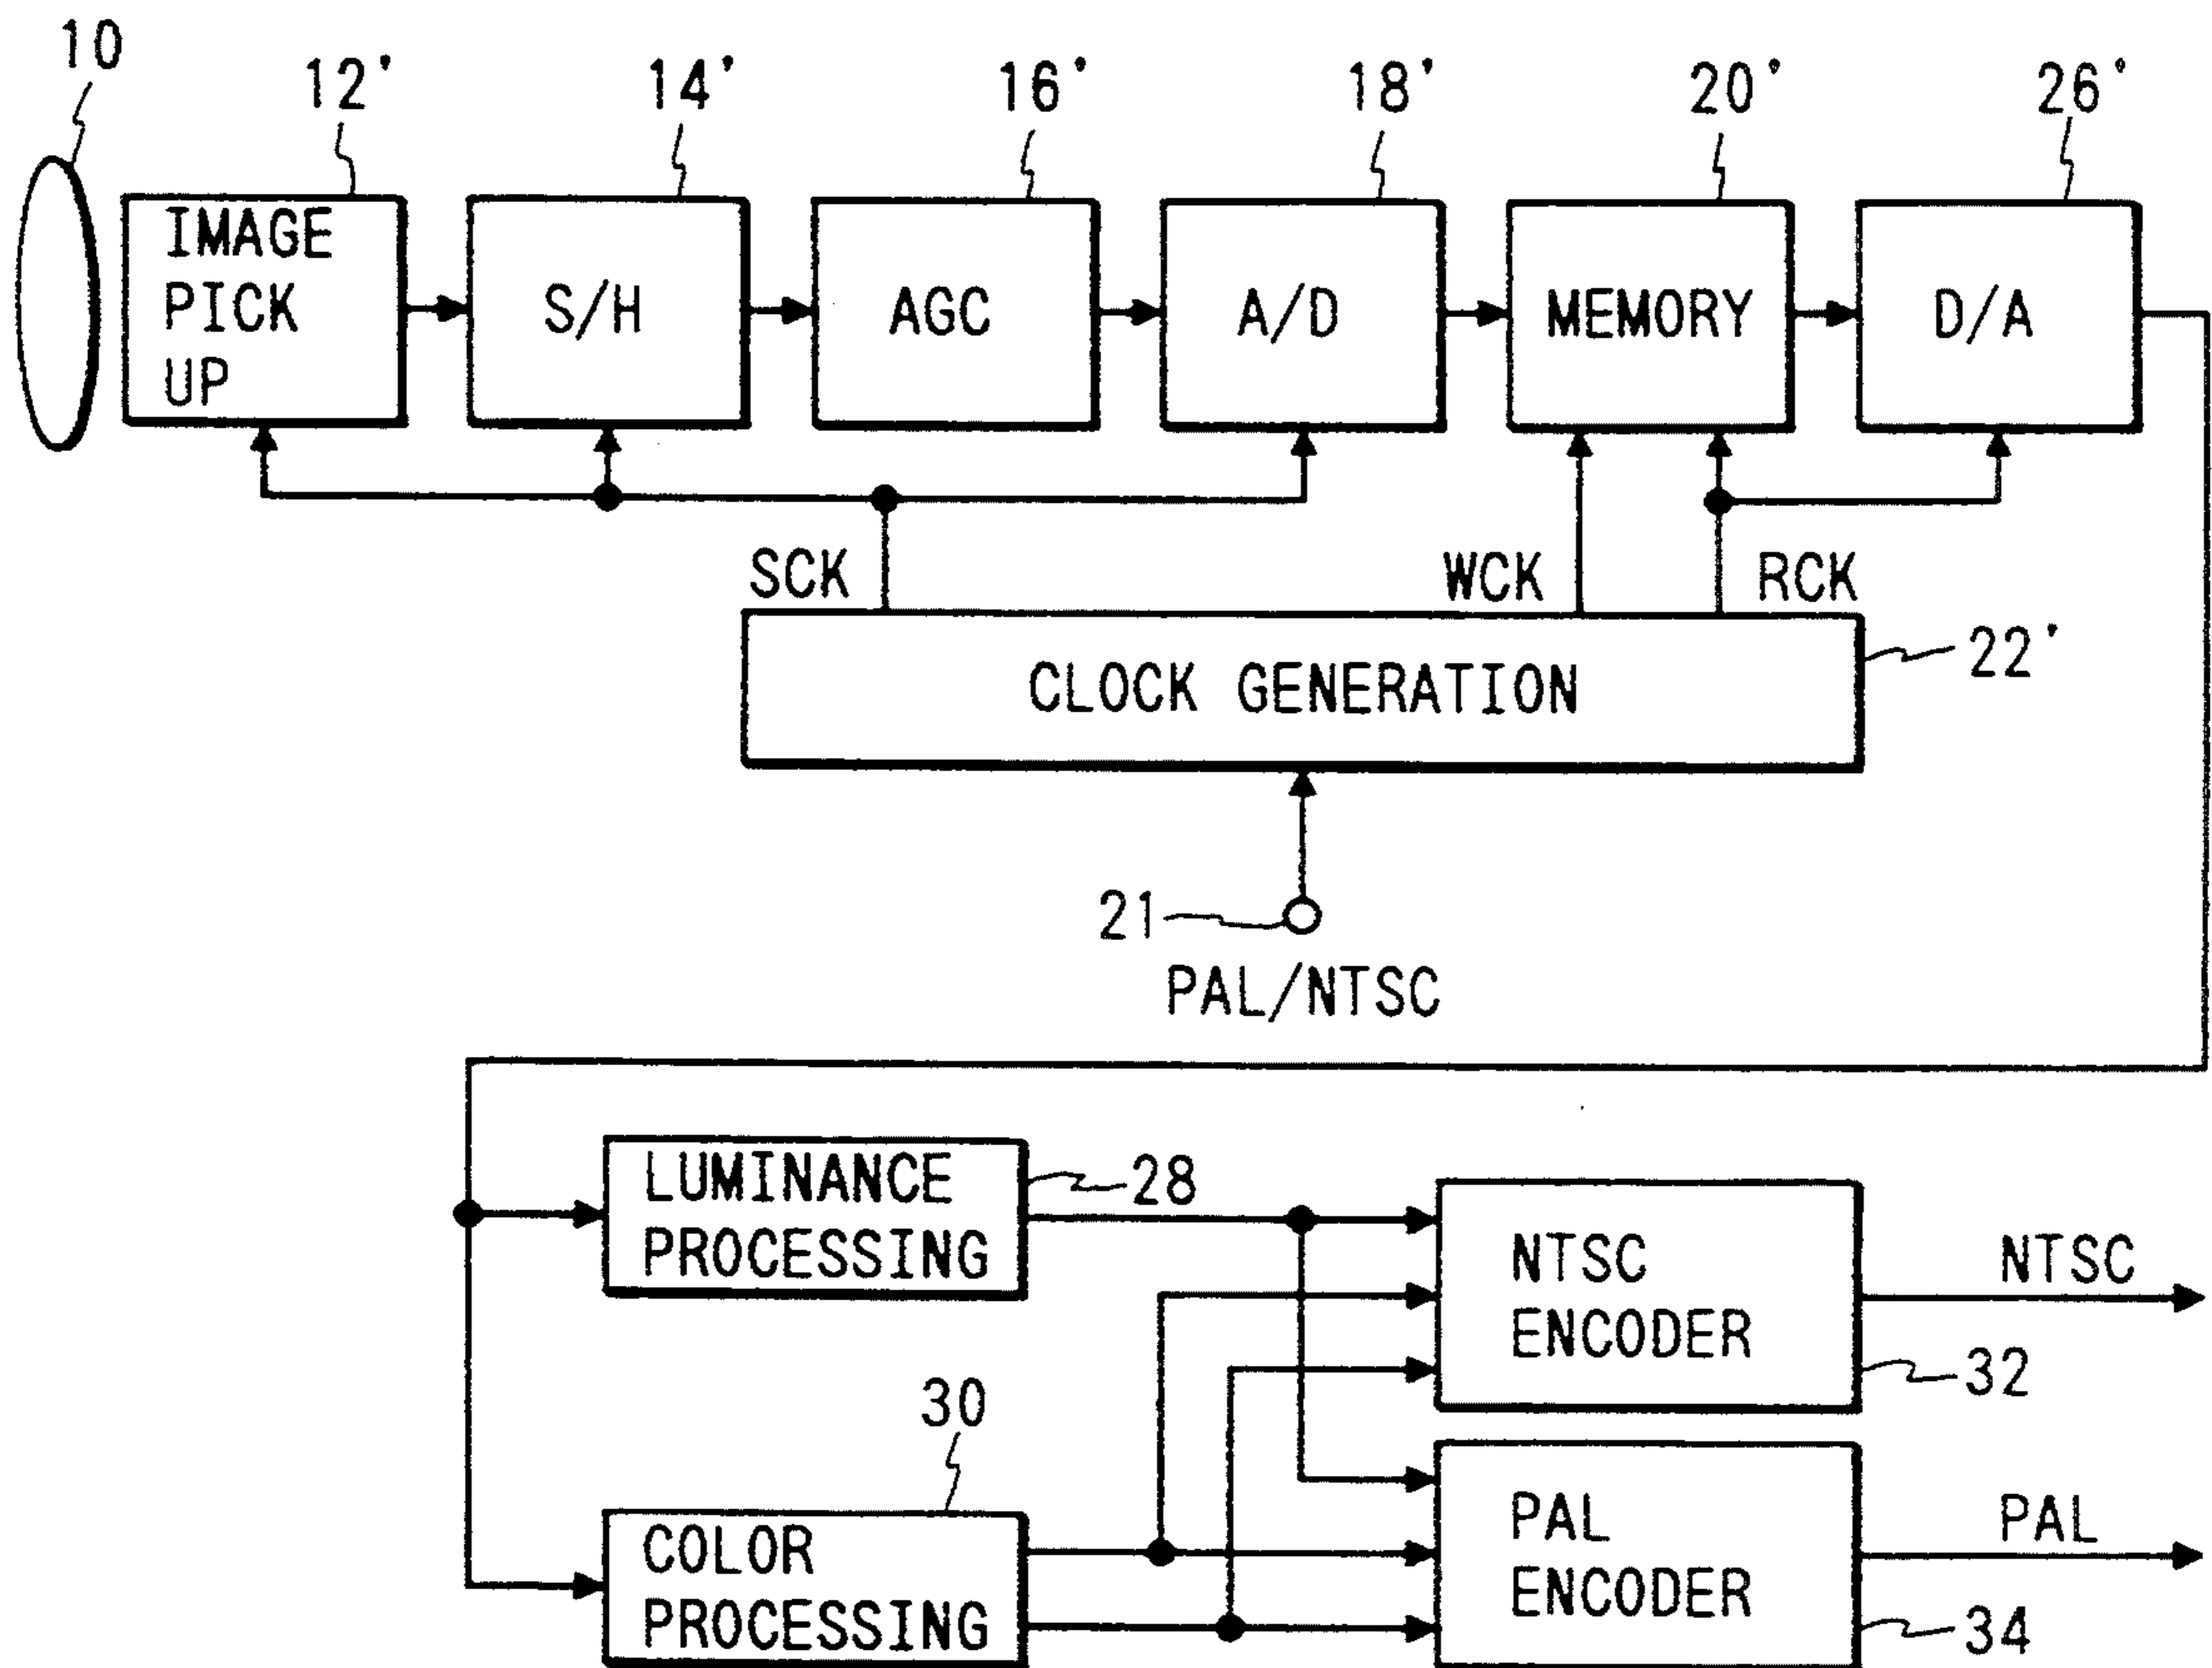 10
12'
14'
16'
18'
20'
26'
IMAGE
PICK
UP
S/H
AGC
A/D
MEMORY
D/A
SCK
WCK
RCK
CLOCK GENERATION
22'
21
PAL/NTSC
LUMINANCE
PROCESSING
28
NTSC
ENCODER
NTSC
32
30
COLOR
PROCESSING
PAL
ENCODER
PAL
34